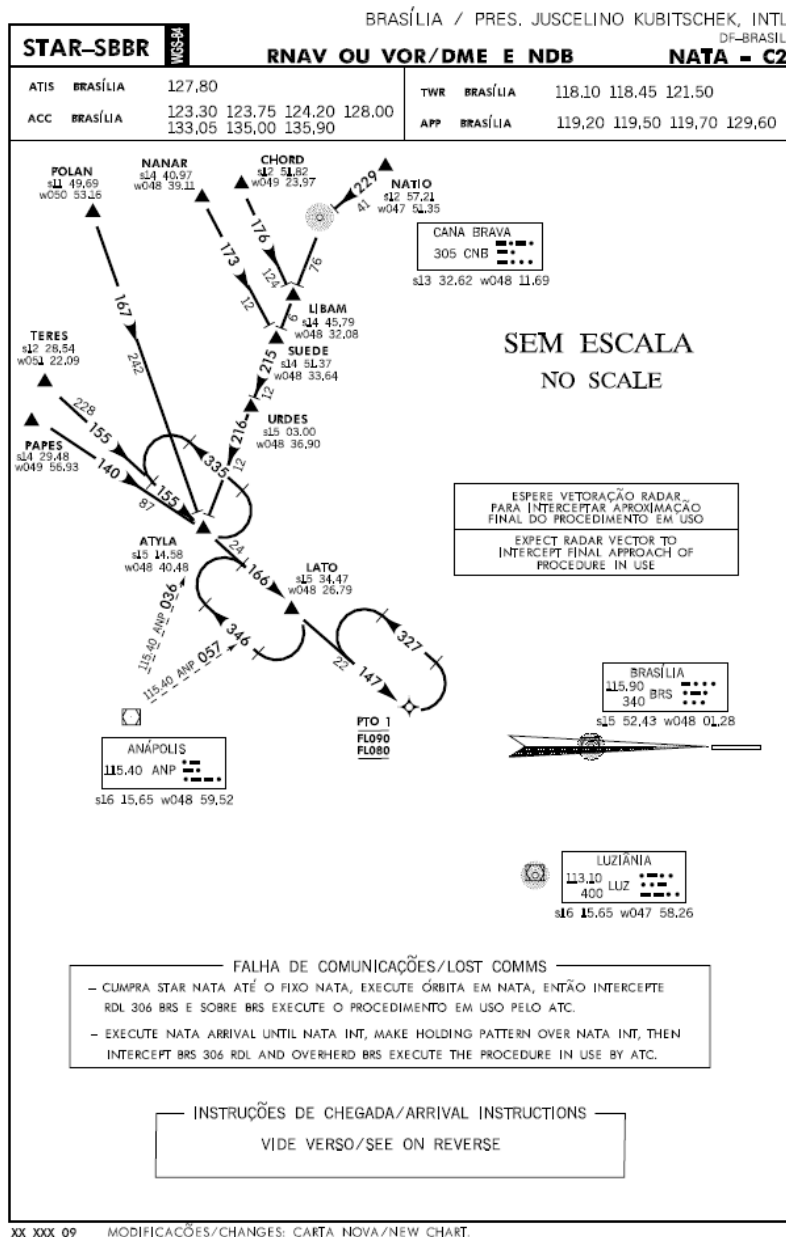 BRASÍLIA / PRES. JUSCELINO KUBITSCHEK, INTL
DF-BRASIL
STAR-SBBR
WGS-84
RNAV OU VOR/DME E NDB
NATA - C2
ATIS BRASÍLIA 127,80
ACC BRASÍLIA 123.30 123.75 124.20 128.00
133,05 135,00 135,90
TWR BRASÍLIA 118.10 118.45 121.50
APP BRASÍLIA 119,20 119,50 119,70 129,60
POLAN
s11 49,69
w050 53.16
NANAR
s14 40.97
w048 39.11
CHORD
s12 51.82
w049 23.97
NATIO
s12 57.21
w047 51.35
229
41
CANA BRAVA
305 CNB
s13 32.62 w048 11.69
176
124
76
173
12
LIBAM
s14 45.79
w048 32.08
6
SUEDE
s14 51.37
w048 33,64
215
12
URDES
s15 03.00
w048 36,90
216
12
167
242
TERES
s12 28,54
w051 22.09
228
155
PAPES
s14 29.48
w049 56.93
140
87
155
335
SEM ESCALA
NO SCALE
ESPERE VETORAÇÃO RADAR
PARA INTERCEPTAR APROXIMAÇÃO
FINAL DO PROCEDIMENTO EM USO
EXPECT RADAR VECTOR TO
INTERCEPT FINAL APPROACH OF
PROCEDURE IN USE
ATYLA
s15 14.58
w048 40.48
24
166
LATO
s15 34.47
w048 26.79
346
115.40 ANP 036
115.40 ANP 057
22
147
327
PTO 1
FL090
FL080
ANÁPOLIS
115.40 ANP
s16 15,65 w048 59,52
BRASÍLIA
115.90
340 BRS
s15 52,43 w048 01,28
LUZIÂNIA
113,10
400 LUZ
s16 15.65 w047 58.26
FALHA DE COMUNICAÇÕES/LOST COMMS
– CUMPRA STAR NATA ATÉ O FIXO NATA, EXECUTE ÓRBITA EM NATA, ENTÃO INTERCEPTE
RDL 306 BRS E SOBRE BRS EXECUTE O PROCEDIMENTO EM USO PELO ATC.
– EXECUTE NATA ARRIVAL UNTIL NATA INT, MAKE HOLDING PATTERN OVER NATA INT, THEN
INTERCEPT BRS 306 RDL AND OVERHERD BRS EXECUTE THE PROCEDURE IN USE BY ATC.
INSTRUÇÕES DE CHEGADA/ARRIVAL INSTRUCTIONS
VIDE VERSO/SEE ON REVERSE
XX XXX 09 MODIFICAÇÕES/CHANGES: CARTA NOVA/NEW CHART.